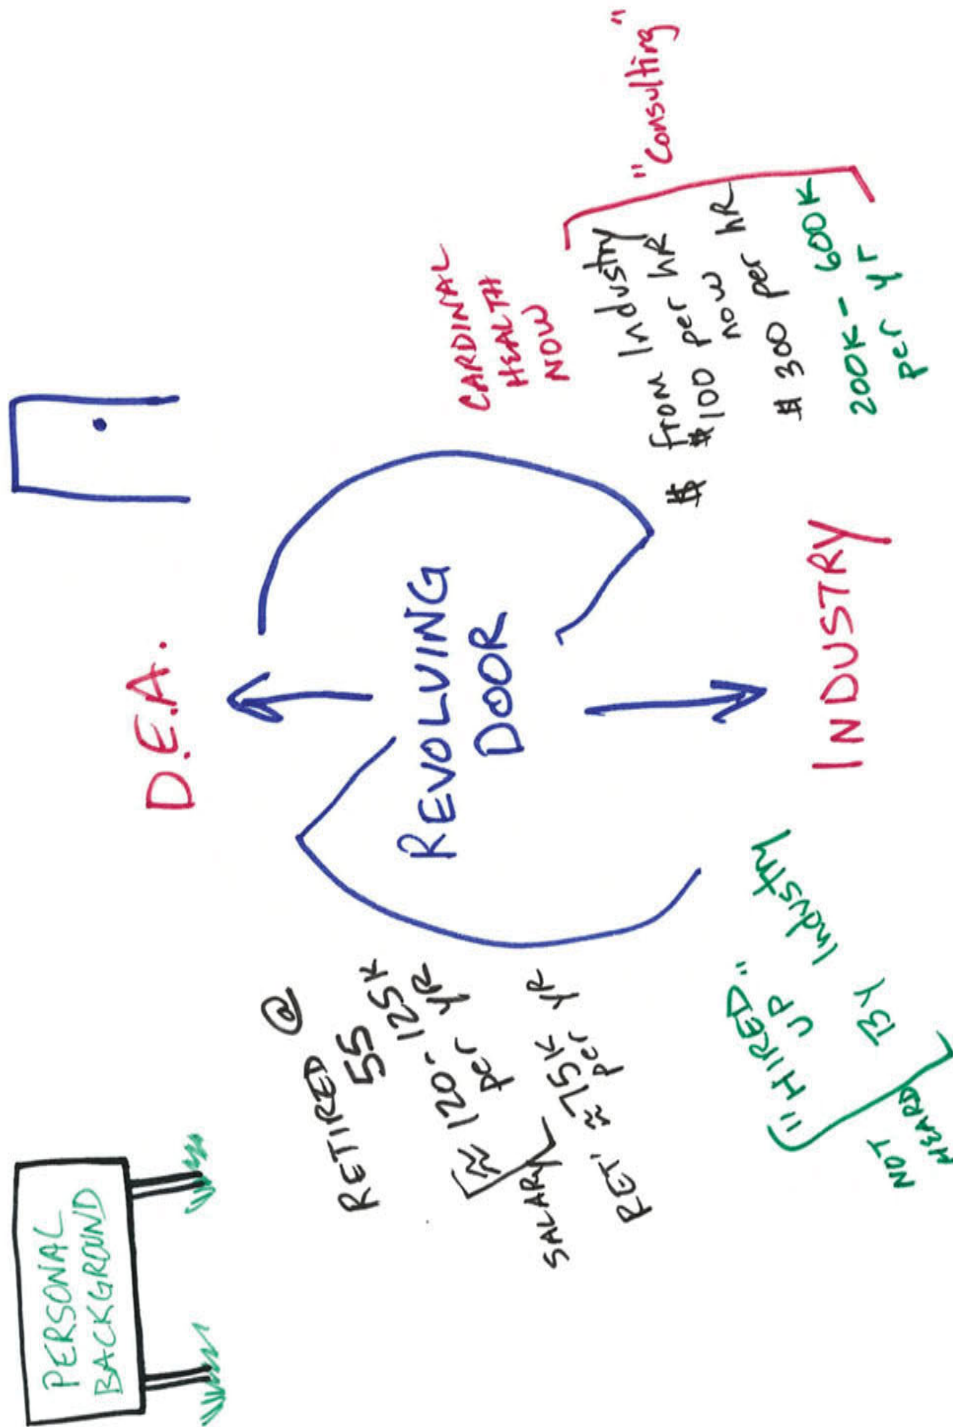 PERSONAL
BACKGROUND
D.E.A.
REVOLVING
DOOR
INDUSTRY
RETIRED @
55
≈ 120-125K
per YR
SALARY
RET' ≈ 75K
per YR
"HIRED"
UP
BY Industry
NOT
HEARD
CARDINAL
HEALTH
NOW
$ from Industry
$100 per hR
now
$300 per hR
200K - 600K
per yr
"Consulting"